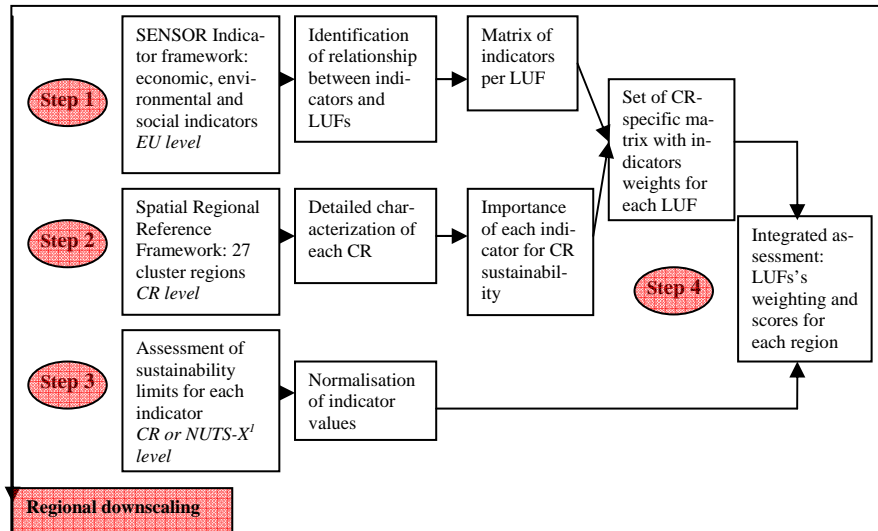 Step 1
SENSOR Indica-
tor framework:
economic, envi-
ronmental and
social indicators
EU level
Identification
of relationship
between indi-
cators and
LUFs
Matrix of
indicators
per LUF
Set of CR-
specific ma-
trix with in-
dicators
weights for
each LUF
Step 2
Spatial Regional
Reference
Framework: 27
cluster regions
CR level
Detailed char-
acterization of
each CR
Importance
of each indi-
cator for CR
sustainabil-
ity
Step 4
Integrated as-
sessment:
LUFs's
weighting and
scores for
each region
Step 3
Assessment of
sustainability
limits for each
indicator
CR or NUTS-X¹
level
Normalisation
of indicator
values
Regional downscaling